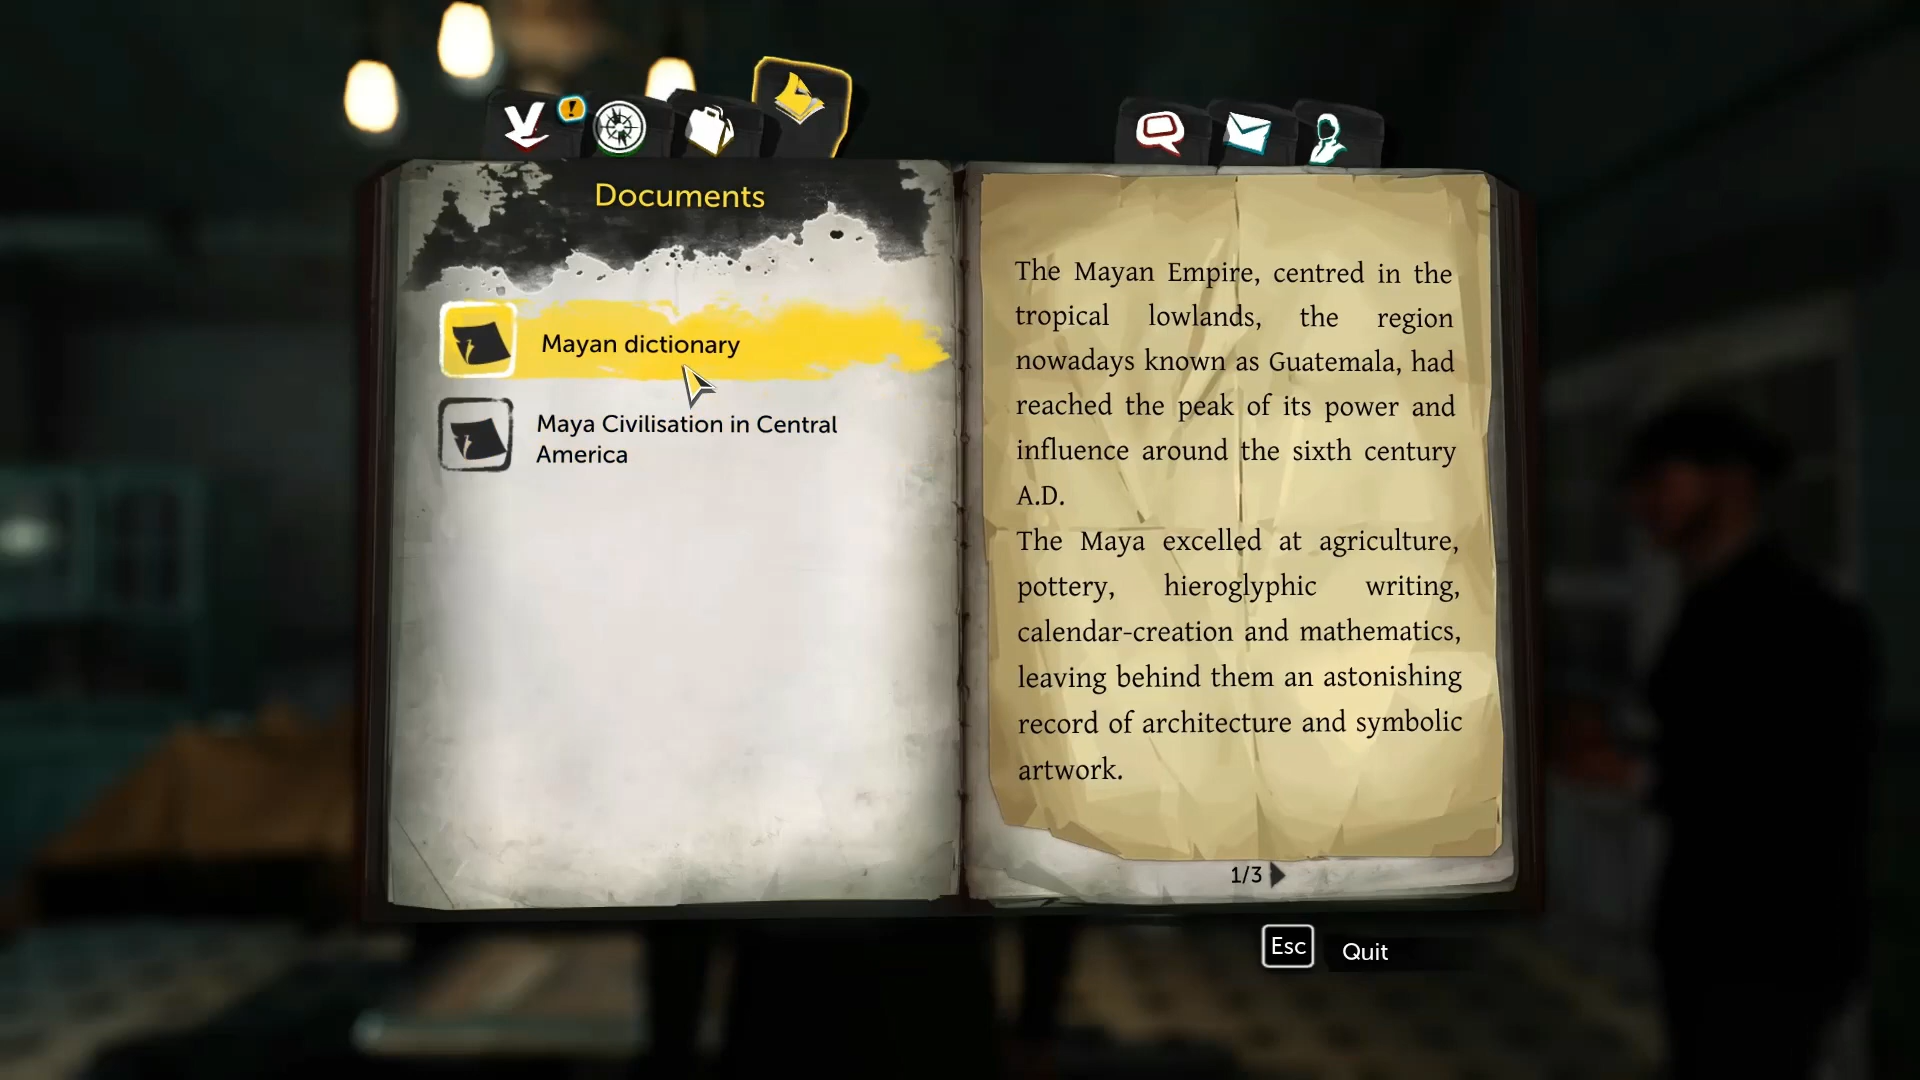 Documents
Mayan dictionary
Maya Civilisation in Central
America
The Mayan Empire, centred in the
tropical lowlands, the region
nowadays known as Guatemala, had
reached the peak of its power and
influence around the sixth century
A.D.
The Maya excelled at agriculture,
pottery, hieroglyphic writing,
calendar-creation and mathematics,
leaving behind them an astonishing
record of architecture and symbolic
artwork.
1/3
Esc Quit